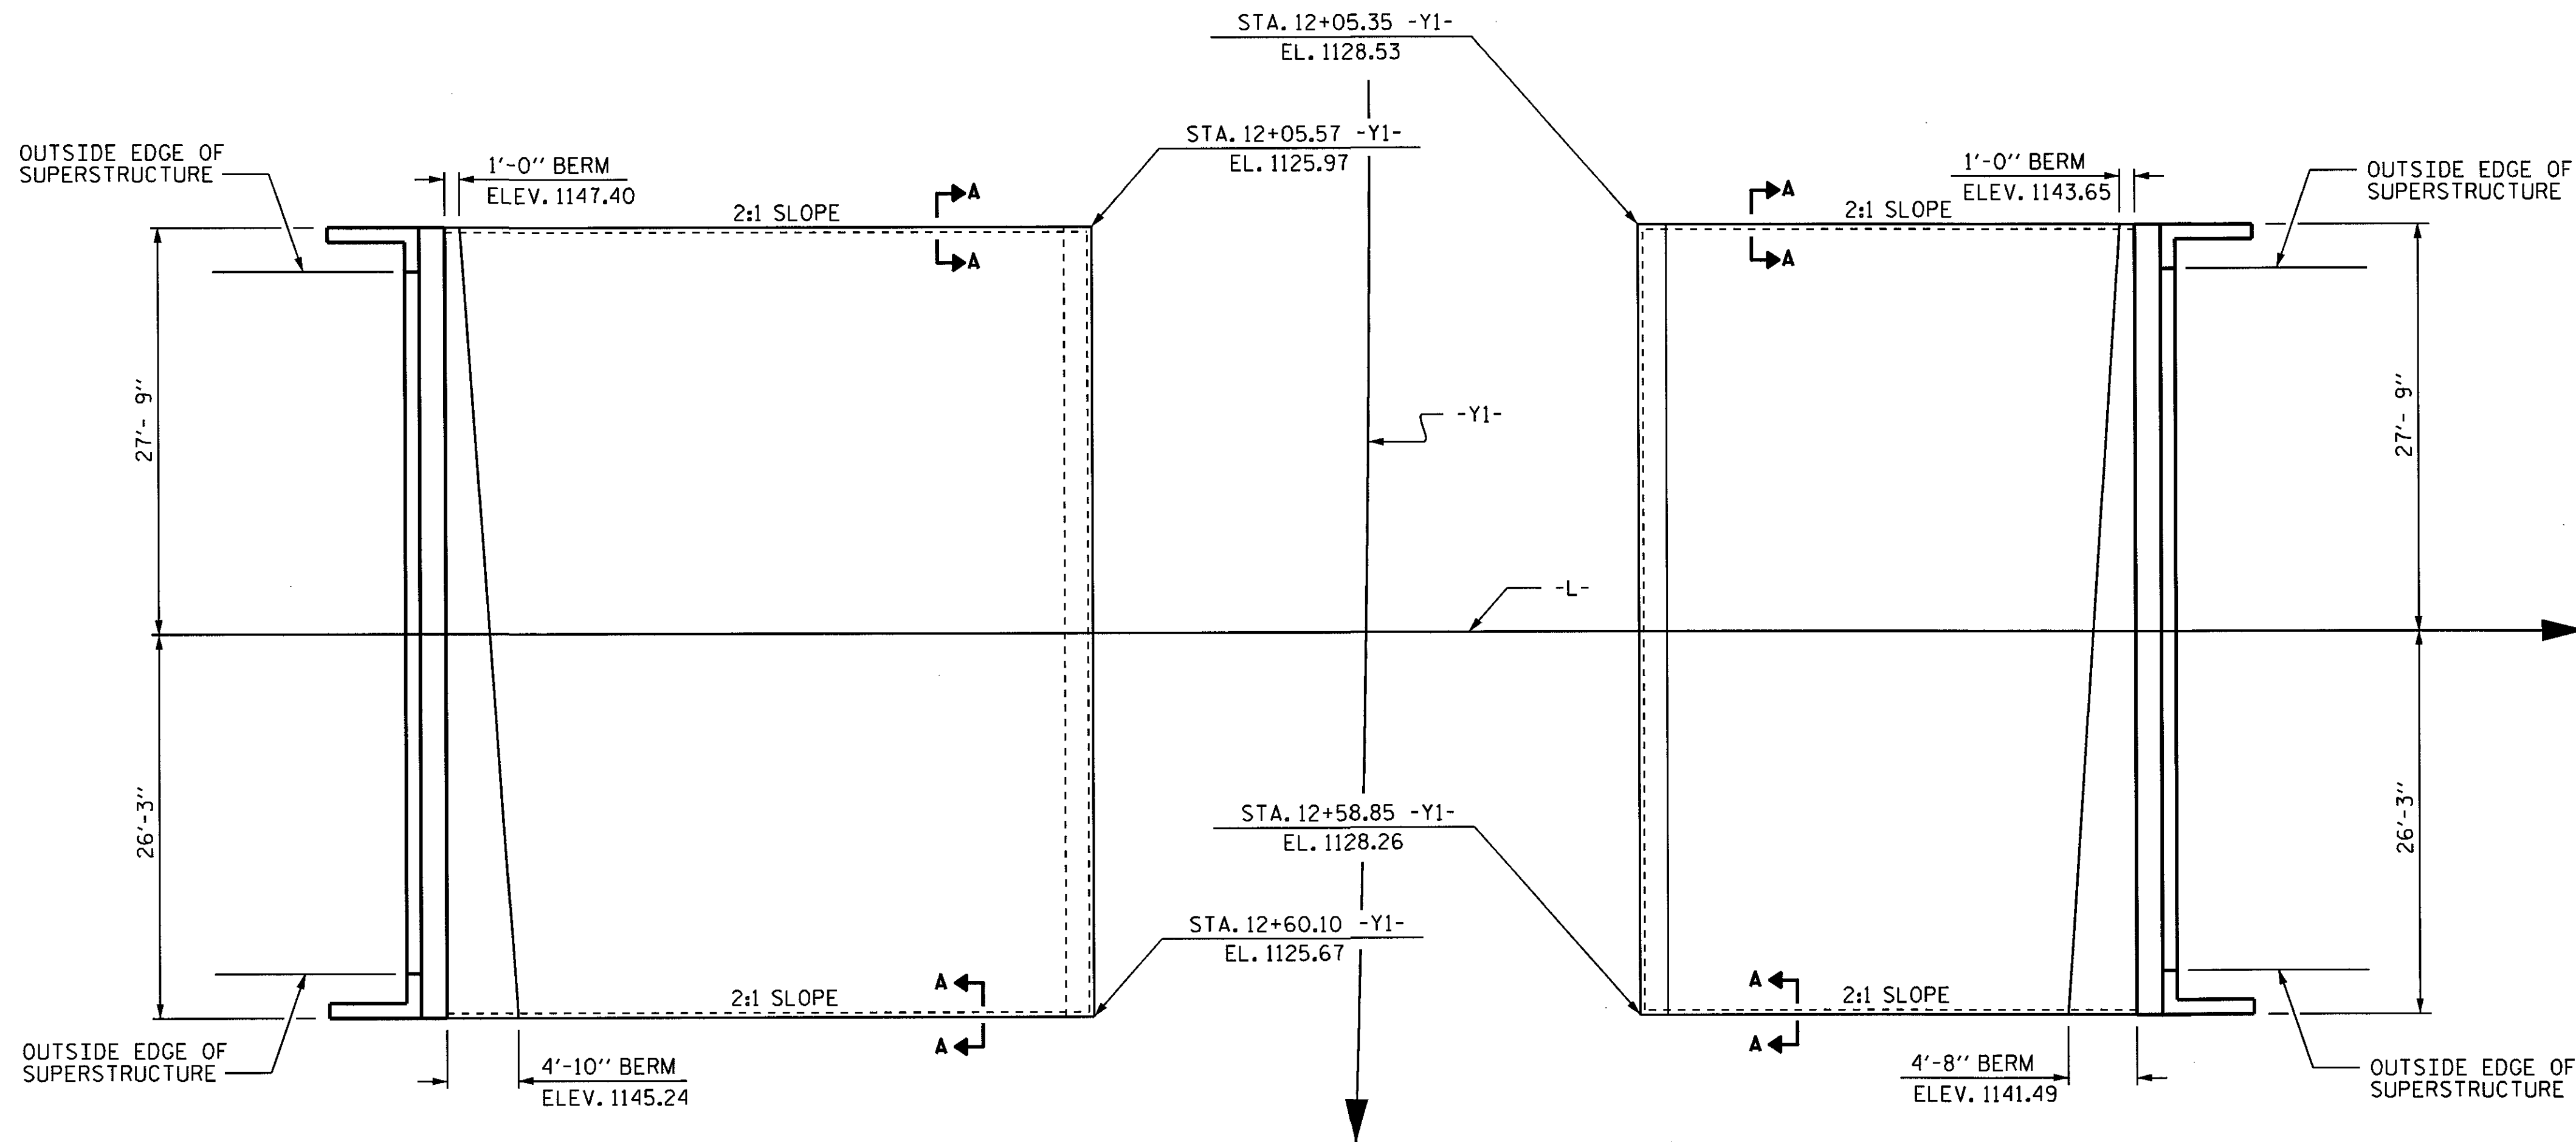 STA. 12+05.35 -Y1-
EL. 1128.53
STA. 12+05.57 -Y1-
EL. 1125.97
OUTSIDE EDGE OF
SUPERSTRUCTURE
1'-0" BERM
ELEV. 1147.40
2:1 SLOPE
A
A
1'-0" BERM
ELEV. 1143.65
2:1 SLOPE
A
A
OUTSIDE EDGE OF
SUPERSTRUCTURE
27'- 9"
-Y1-
27'- 9"
-L-
26'-3"
STA. 12+58.85 -Y1-
EL. 1128.26
26'-3"
STA. 12+60.10 -Y1-
EL. 1125.67
2:1 SLOPE
A
A
2:1 SLOPE
A
A
OUTSIDE EDGE OF
SUPERSTRUCTURE
4'-10" BERM
ELEV. 1145.24
4'-8" BERM
ELEV. 1141.49
OUTSIDE EDGE OF
SUPERSTRUCTURE